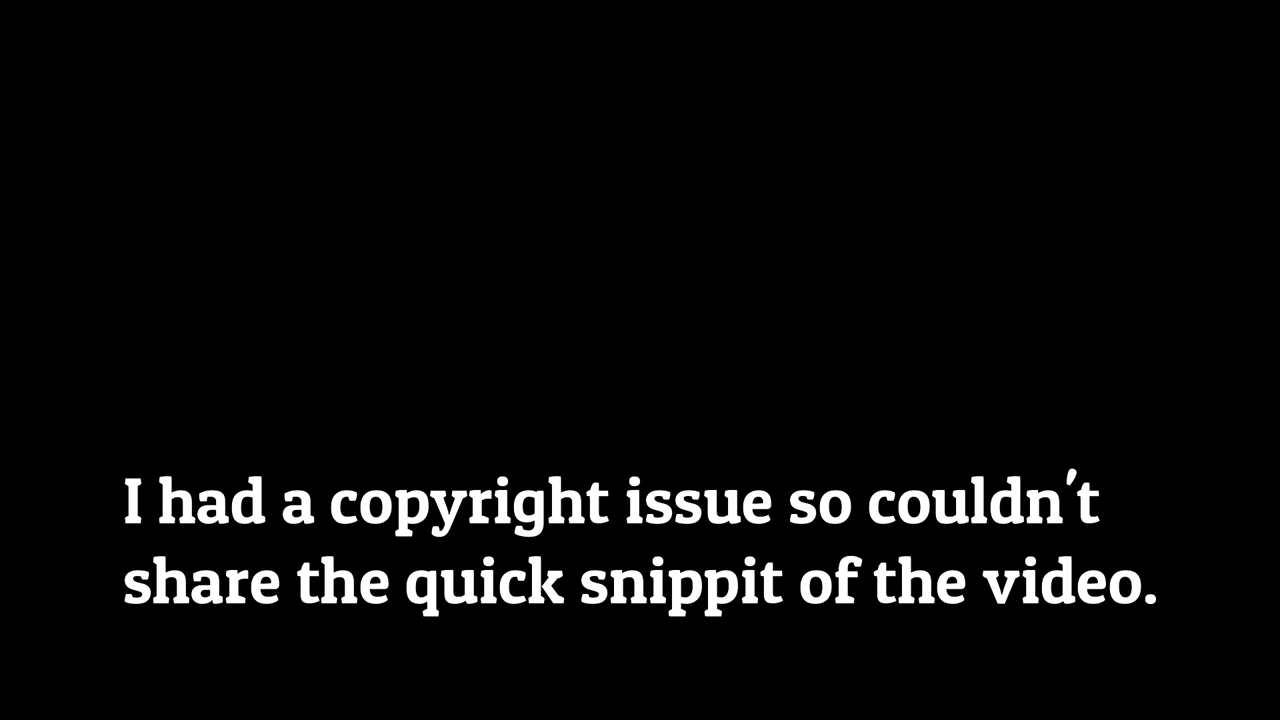 I had a copyright issue so couldn't
share the quick snippit of the video.